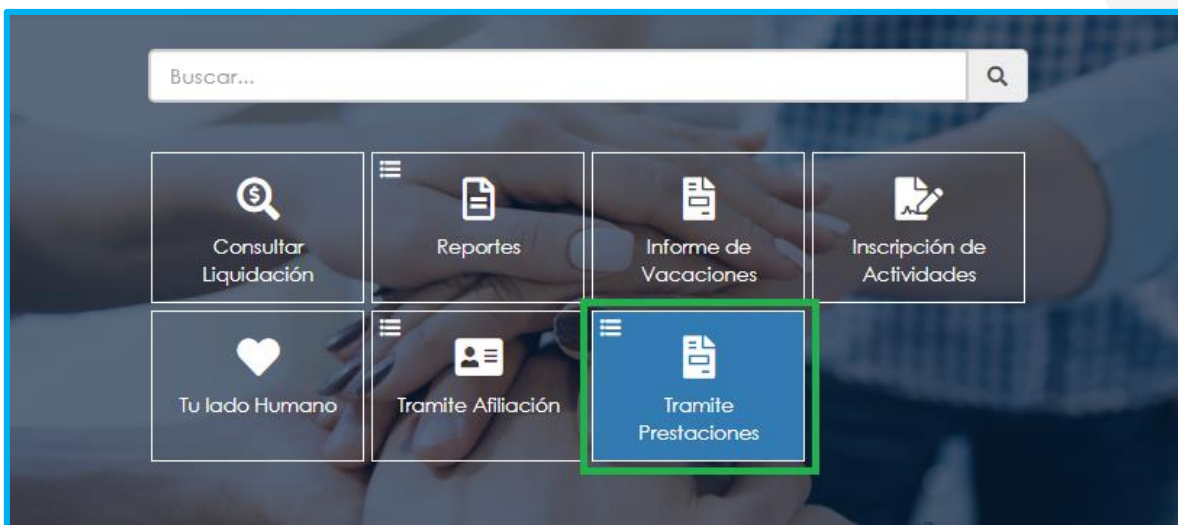 Buscar...
Consultar
Liquidación
Reportes
Informe de
Vacaciones
Inscripción de
Actividades
Tu lado Humano
Tramite Afiliación
Tramite
Prestaciones